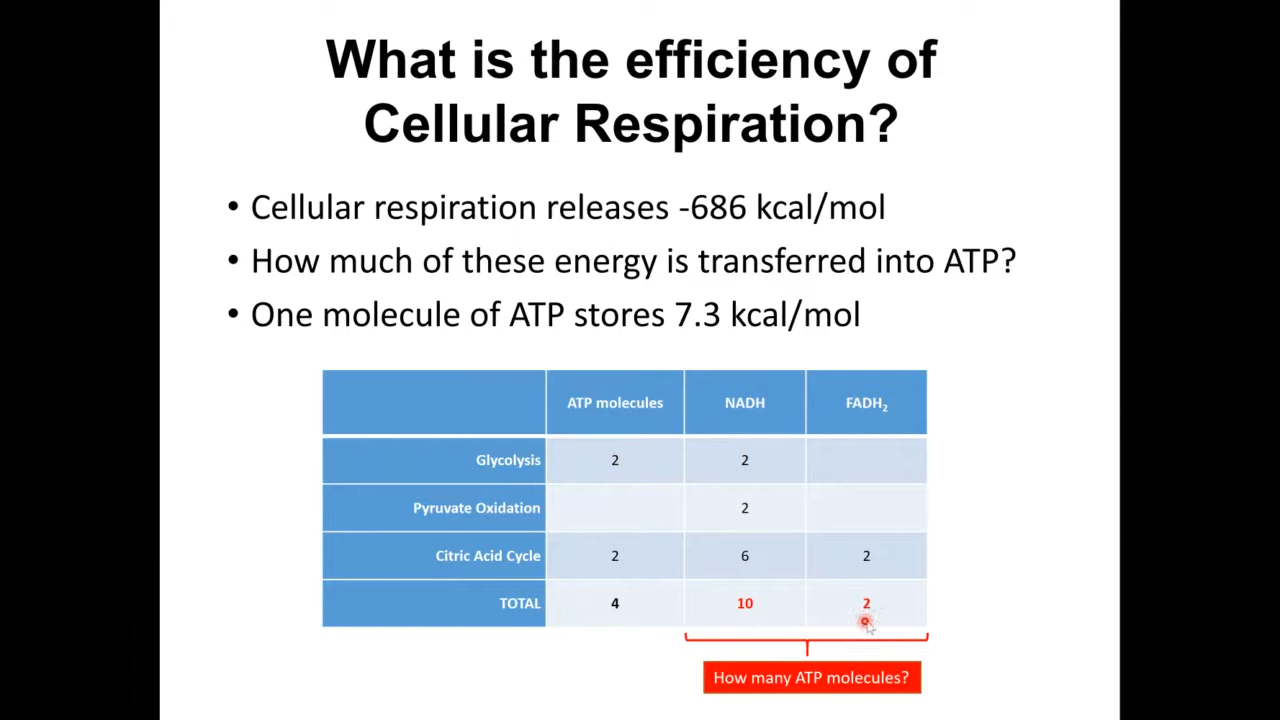 What is the efficiency of
Cellular Respiration?
• Cellular respiration releases -686 kcal/mol
• How much of these energy is transferred into ATP?
• One molecule of ATP stores 7.3 kcal/mol
ATP molecules NADH FADH₂
Glycolysis 2 2
Pyruvate Oxidation 2
Citric Acid Cycle 2 6 2
TOTAL 4 10 2
How many ATP molecules?